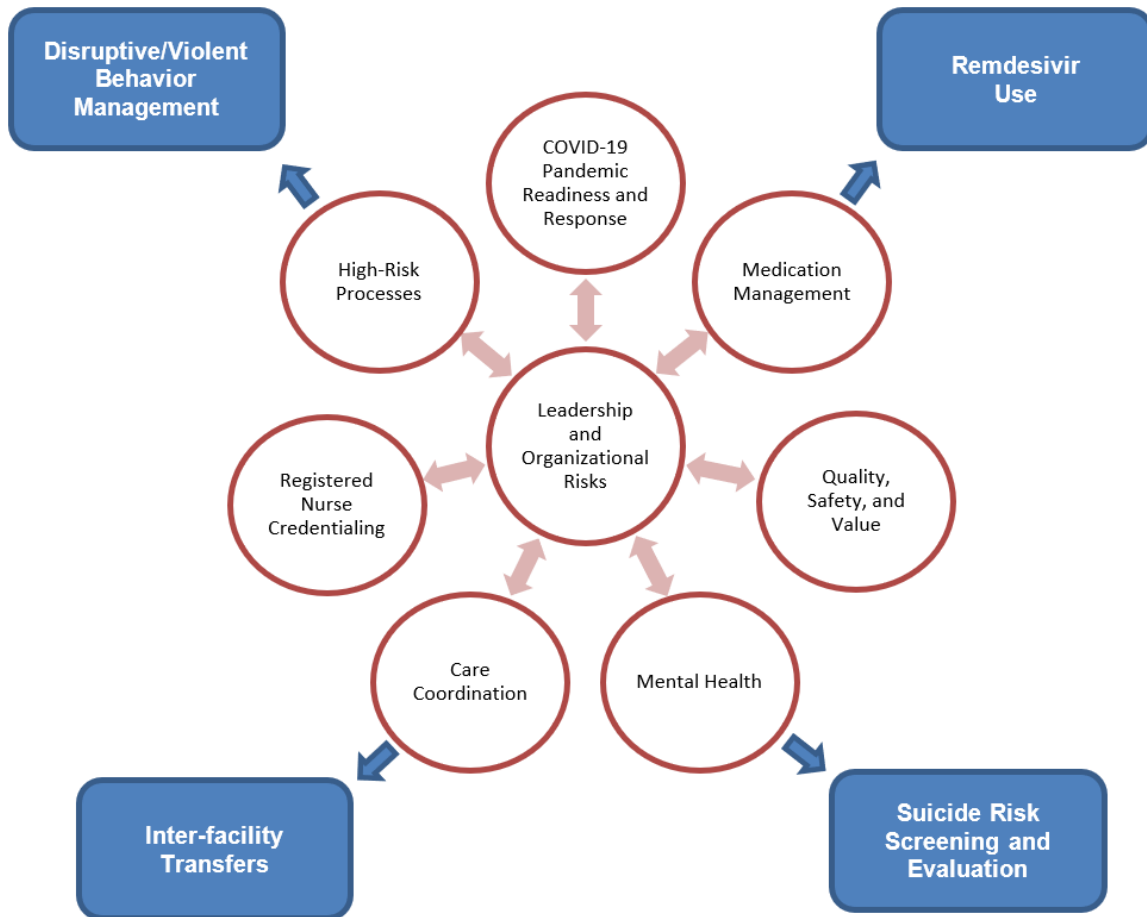 Disruptive/Violent
Behavior
Management
Remdesivir
Use
COVID-19
Pandemic
Readiness and
Response
High-Risk
Processes
Medication
Management
Leadership
and
Organizational
Risks
Registered
Nurse
Credentialing
Quality,
Safety, and
Value
Care
Coordination
Mental Health
Inter-facility
Transfers
Suicide Risk
Screening and
Evaluation